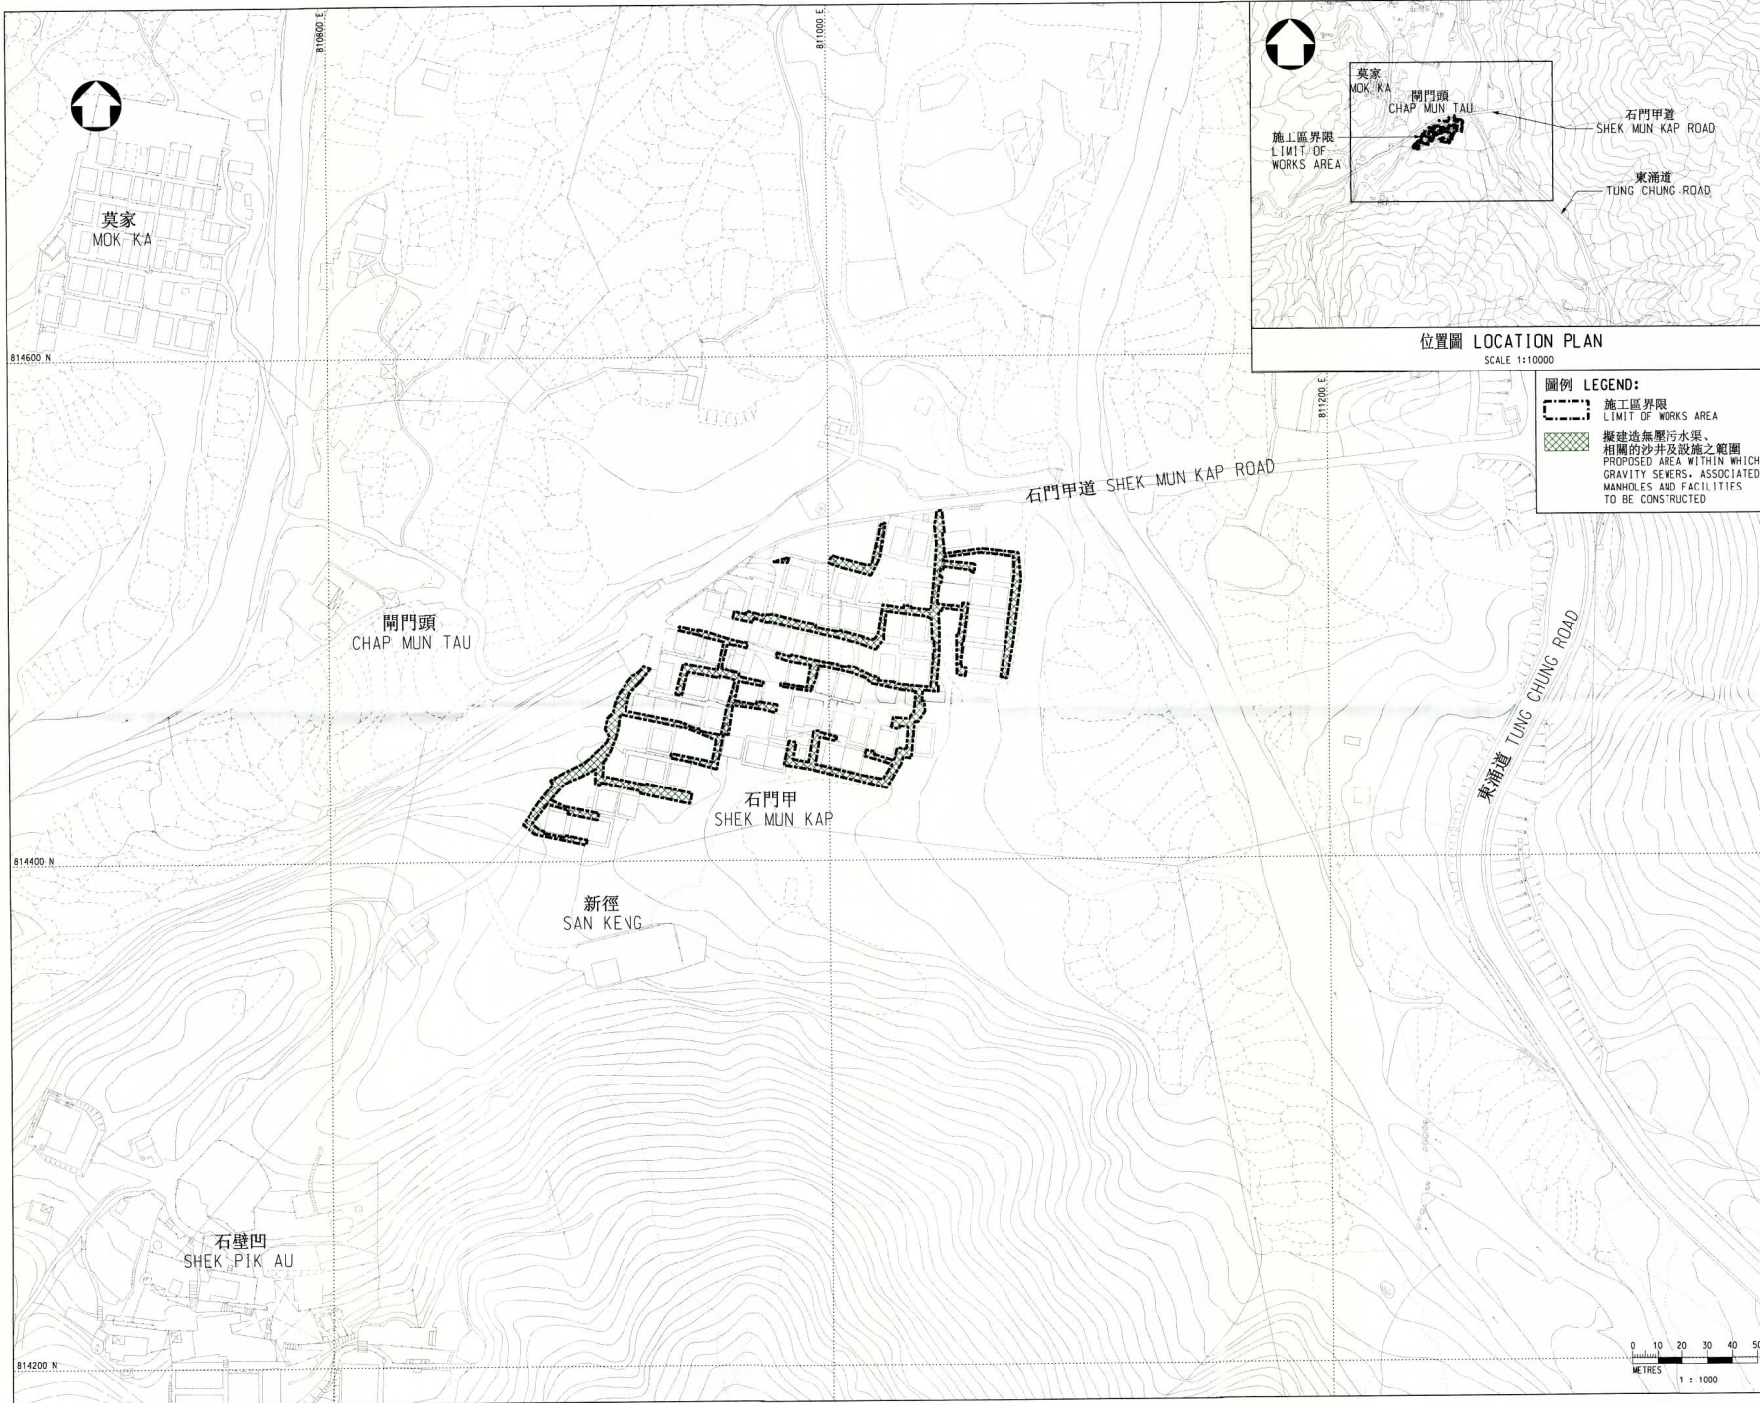 810800 E
811000 E
莫家
MOK KA
閘門頭
CHAP MUN TAU
石門甲道
SHEK MUN KAP ROAD
施工區界限
LIMIT OF
WORKS AREA
東涌道
TUNG CHUNG ROAD
位置圖 LOCATION PLAN
SCALE 1:10000
圖例 LEGEND:
施工區界限
LIMIT OF WORKS AREA
擬建造無壓污水渠、
相關的沙井及設施之範圍
PROPOSED AREA WITHIN WHICH
GRAVITY SEWERS, ASSOCIATED
MANHOLES AND FACILITIES
TO BE CONSTRUCTED
莫家
MOK KA
814600 N
811200 E
石門甲道 SHEK MUN KAP ROAD
閘門頭
CHAP MUN TAU
東涌道 TUNG CHUNG ROAD
石門甲
SHEK MUN KAP
814400 N
新徑
SAN KENG
石壁凹
SHEK PIK AU
814200 N
0 10 20 30 40 50
METRES
1 : 1000